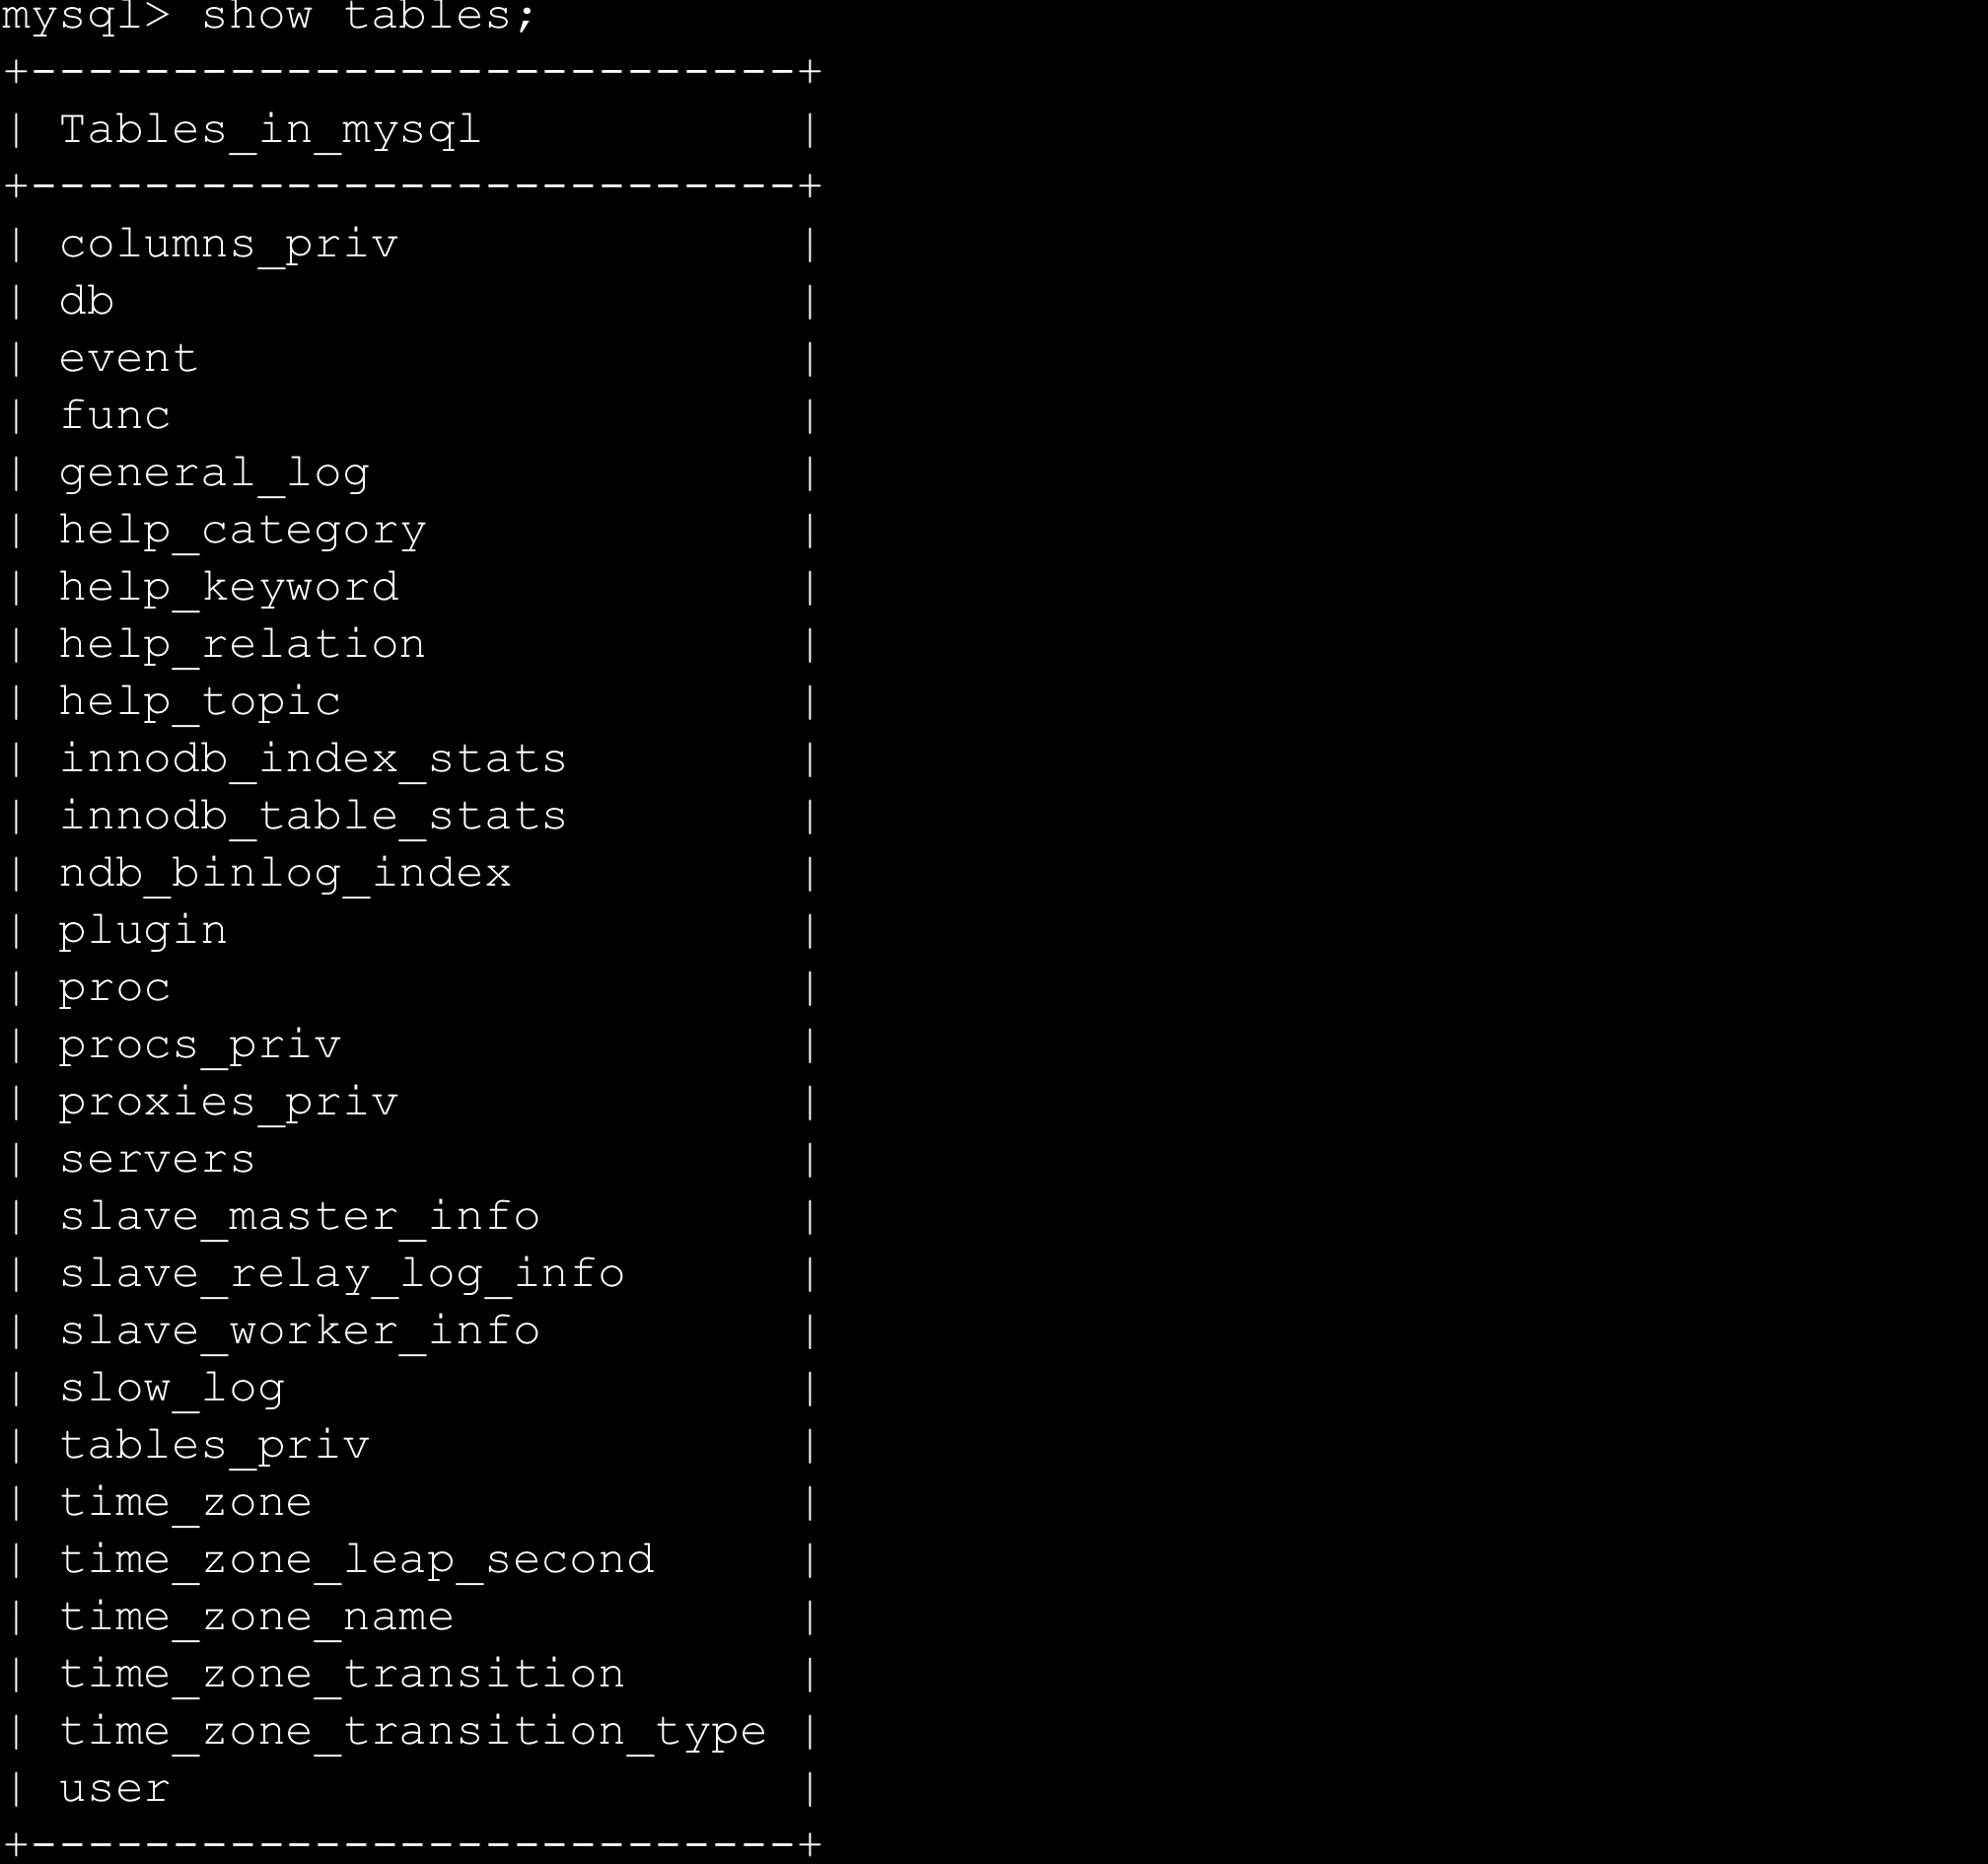 mysql> show tables;
+---------------------------+
| Tables_in_mysql           |
+---------------------------+
| columns_priv              |
| db                        |
| event                     |
| func                      |
| general_log               |
| help_category             |
| help_keyword              |
| help_relation             |
| help_topic                |
| innodb_index_stats        |
| innodb_table_stats        |
| ndb_binlog_index          |
| plugin                    |
| proc                      |
| procs_priv                |
| proxies_priv              |
| servers                   |
| slave_master_info         |
| slave_relay_log_info      |
| slave_worker_info         |
| slow_log                  |
| tables_priv               |
| time_zone                 |
| time_zone_leap_second     |
| time_zone_name            |
| time_zone_transition      |
| time_zone_transition_type |
| user                      |
+---------------------------+